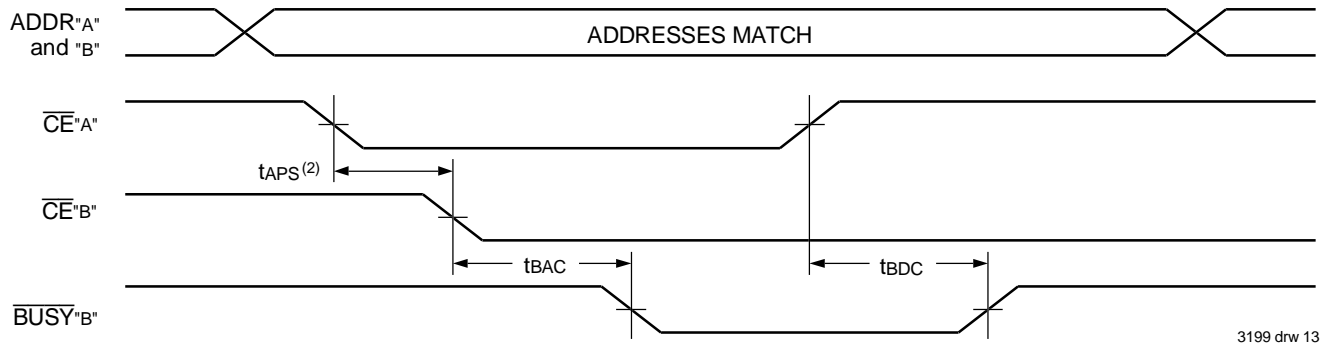 ADDR"A"
and "B"
ADDRESSES MATCH
CE"A"
tAPS(2)
CE"B"
tBAC
tBDC
BUSY"B"
3199 drw 13